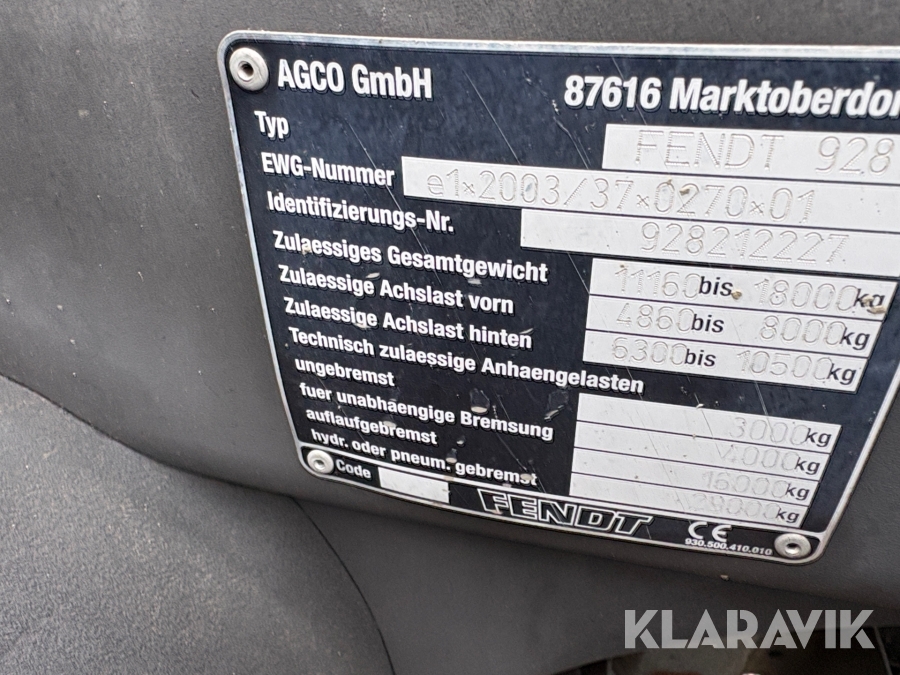 AGCO GmbH 87616 Marktoberdor
Typ FENDT 928
EWG-Nummer e1*2003/37*0270*01
Identifizierungs-Nr. 928212227
Zulaessiges Gesamtgewicht 11160 bis 18000 kg
Zulaessige Achslast vorn 4860 bis 8000 kg
Zulaessige Achslast hinten 6300 bis 10500 kg
Technisch zulaessige Anhaengelasten
ungebremst 3000 kg
fuer unabhaengige Bremsung 4000 kg
auflaufgebremst 16000 kg
hydr. oder pneum. gebremst kg
Code
FENDT CE
930.500.410.010
KLARAVIK